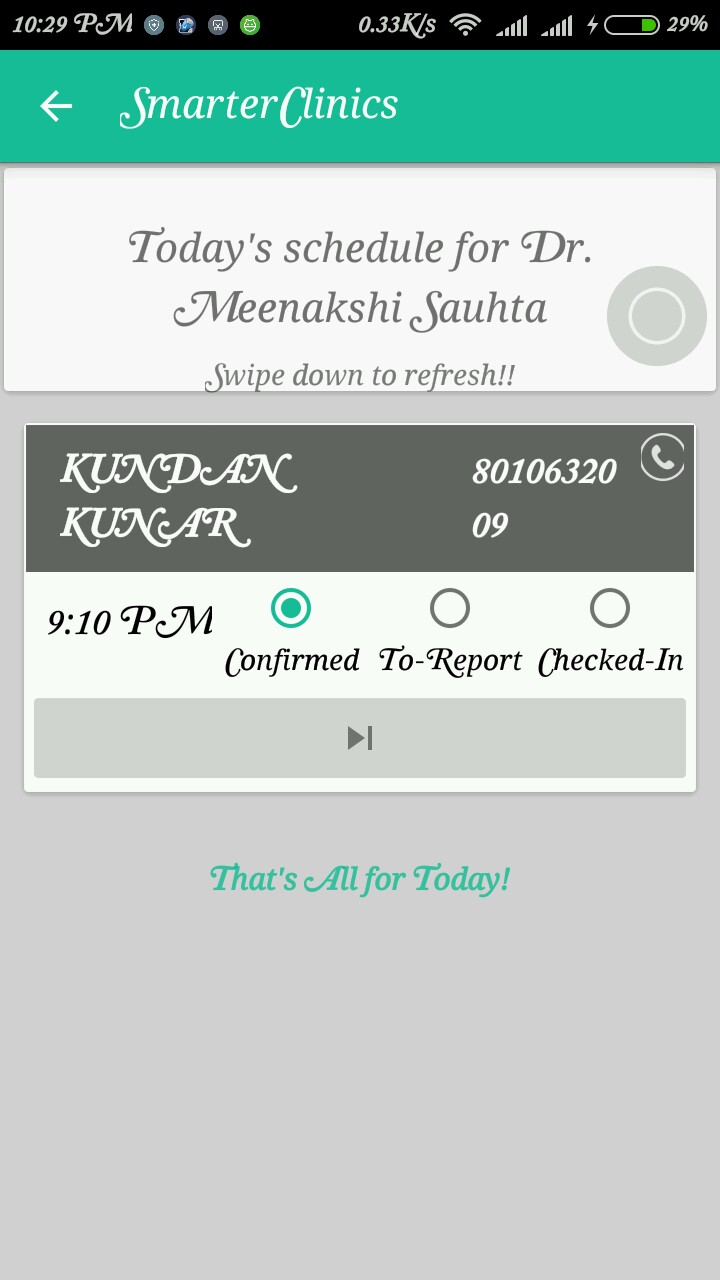 10:29 PM 0.33K/s 29%
SmarterClinics
Today's schedule for Dr.
Meenakshi Sauhta
Swipe down to refresh!!
KUNDAN 80106320
KUNAR 09
9:10 PM
Confirmed To-Report Checked-In
That's All for Today!